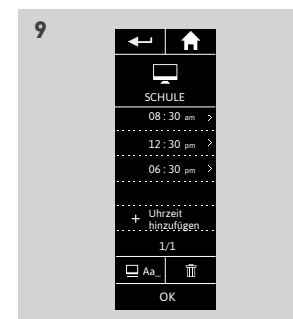 9
SCHULE
08 : 30 am >
12 : 30 pm >
06 : 30 pm >
+ Uhrzeit
hinzufügen
1/1
Aa_
OK